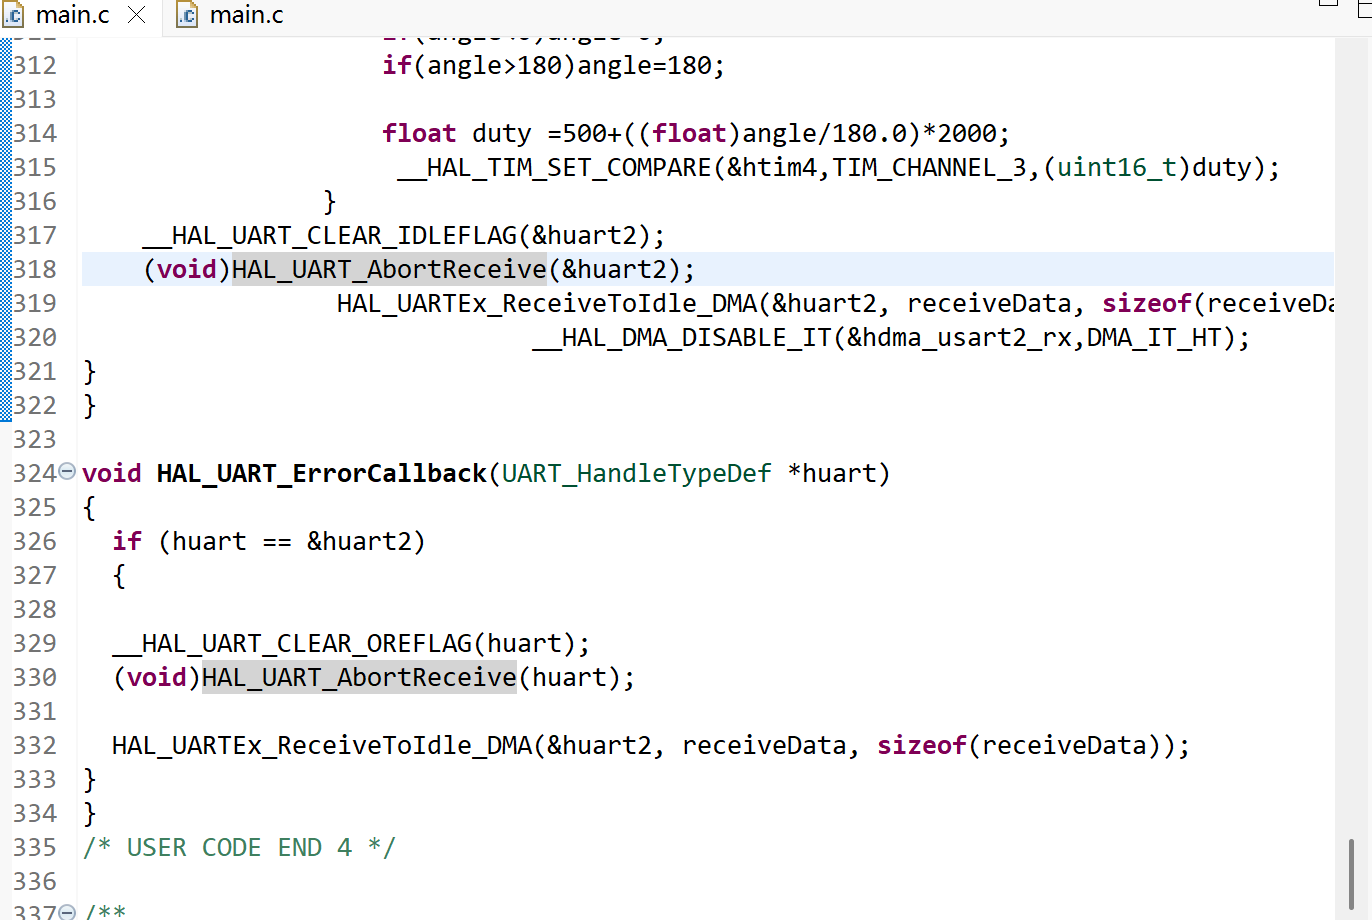 main.c
main.c
312 if(angle>180)angle=180;
313
314 float duty =500+((float)angle/180.0)*2000;
315 __HAL_TIM_SET_COMPARE(&htim4,TIM_CHANNEL_3,(uint16_t)duty);
316 }
317 __HAL_UART_CLEAR_IDLEFLAG(&huart2);
318 (void)HAL_UART_AbortReceive(&huart2);
319 HAL_UARTEx_ReceiveToIdle_DMA(&huart2, receiveData, sizeof(receiveDa
320 __HAL_DMA_DISABLE_IT(&hdma_usart2_rx,DMA_IT_HT);
321 }
322 }
323
324 void HAL_UART_ErrorCallback(UART_HandleTypeDef *huart)
325 {
326 if (huart == &huart2)
327 {
328
329 __HAL_UART_CLEAR_OREFLAG(huart);
330 (void)HAL_UART_AbortReceive(huart);
331
332 HAL_UARTEx_ReceiveToIdle_DMA(&huart2, receiveData, sizeof(receiveData));
333 }
334 }
335 /* USER CODE END 4 */
336
337 /**